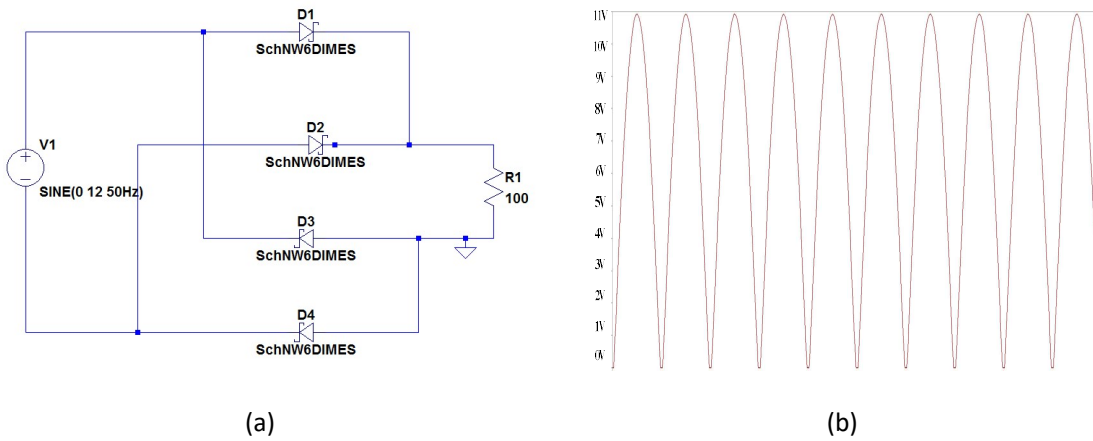 D1
SchNW6DIMES
D2
SchNW6DIMES
V1
SINE(0 12 50Hz)
R1
100
D3
SchNW6DIMES
D4
SchNW6DIMES
11V
10V
9V
8V
7V
6V
5V
4V
3V
2V
1V
0V
(a)
(b)